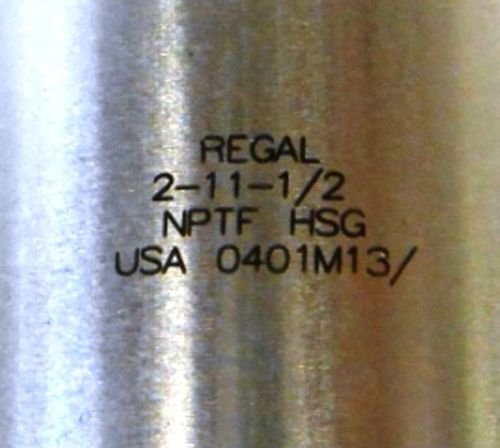 REGAL
2-11-1/2
NPTF HSG
USA 0401M13/